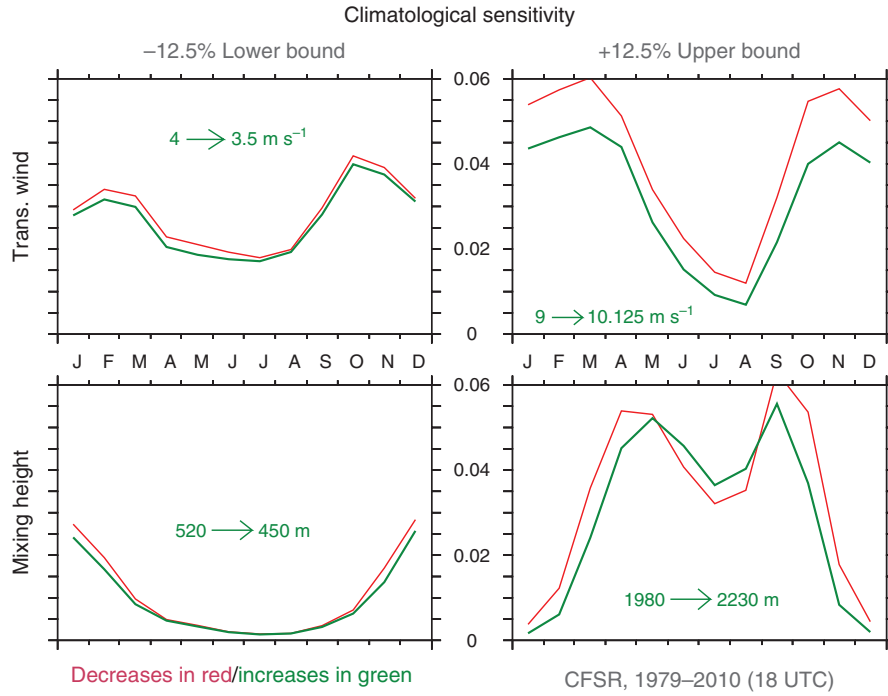 Climatological sensitivity
–12.5% Lower bound
+12.5% Upper bound
Trans. wind
4 → 3.5 m s⁻¹
0.06
0.04
0.02
0
9 → 10.125 m s⁻¹
J F M A M J J A S O N D
J F M A M J J A S O N D
Mixing height
520 → 450 m
0.06
0.04
0.02
0
1980 → 2230 m
Decreases in red/increases in green
CFSR, 1979–2010 (18 UTC)